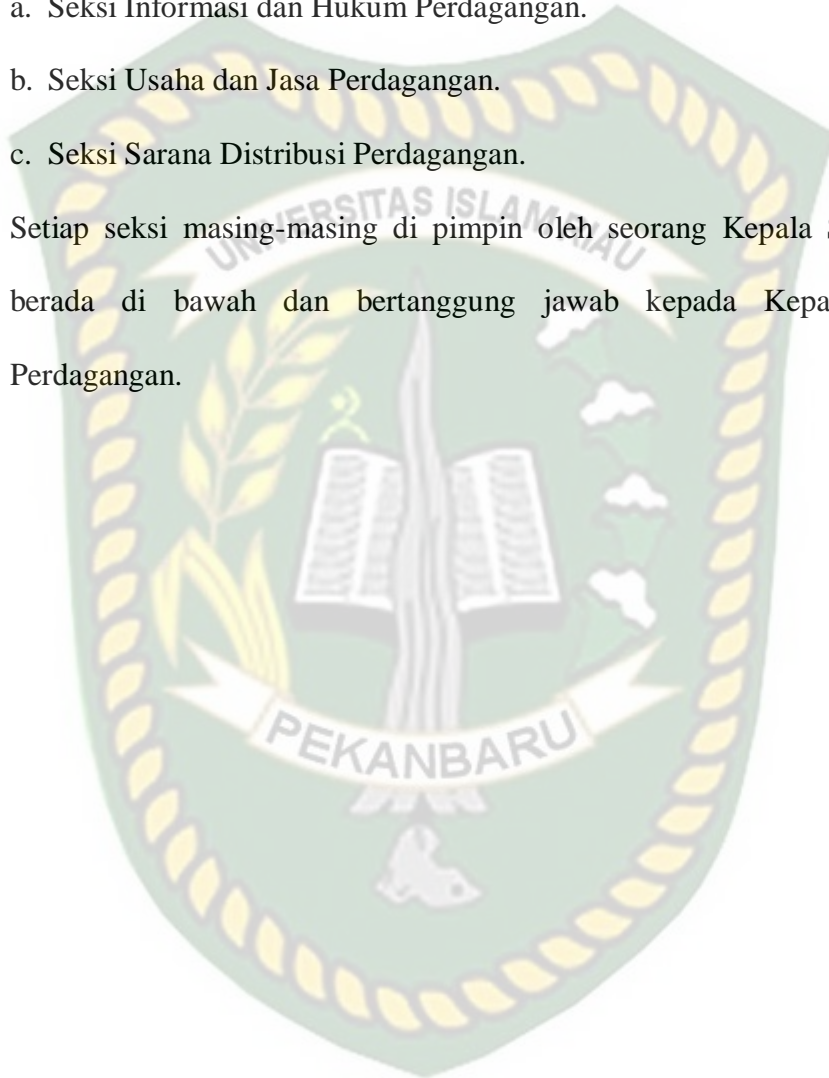 a. Seksi Informasi dan Hukum Perdagangan.
b. Seksi Usaha dan Jasa Perdagangan.
c. Seksi Sarana Distribusi Perdagangan.
UNIVERSITAS ISLAM RIAU
Setiap seksi masing-masing di pimpin oleh seorang Kepala
berada di bawah dan bertanggung jawab kepada
Perdagangan.
PEKANBARU